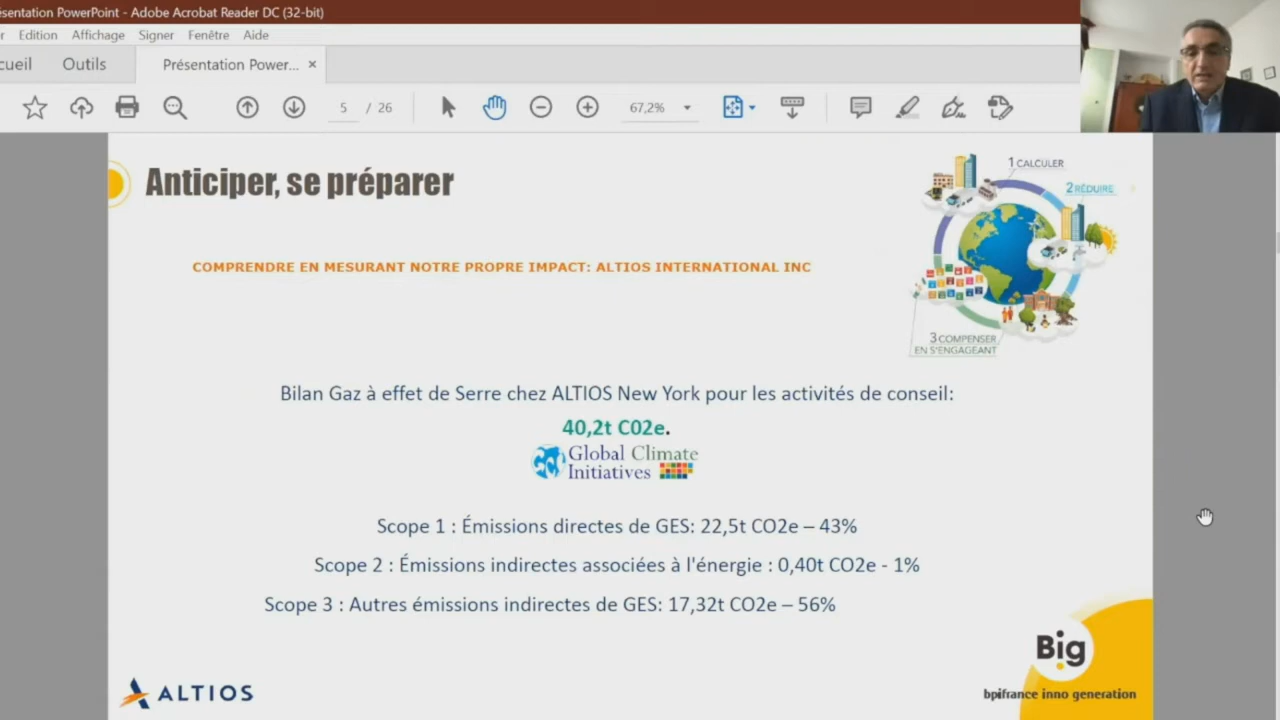 ésentation PowerPoint - Adobe Acrobat Reader DC (32-bit)
r Edition Affichage Signer Fenêtre Aide
cueil Outils Présentation Power... ×
5 / 26 67,2%
Anticiper, se préparer
1 CALCULER
2 RÉDUIRE
COMPRENDRE EN MESURANT NOTRE PROPRE IMPACT: ALTIOS INTERNATIONAL INC
3 COMPENSER
EN S'ENGAGEANT
Bilan Gaz à effet de Serre chez ALTIOS New York pour les activités de conseil:
40,2t C02e.
Global Climate
Initiatives
Scope 1 : Émissions directes de GES: 22,5t CO2e – 43%
Scope 2 : Émissions indirectes associées à l'énergie : 0,40t CO2e - 1%
Scope 3 : Autres émissions indirectes de GES: 17,32t CO2e – 56%
Big
ALTIOS
bpifrance inno generation